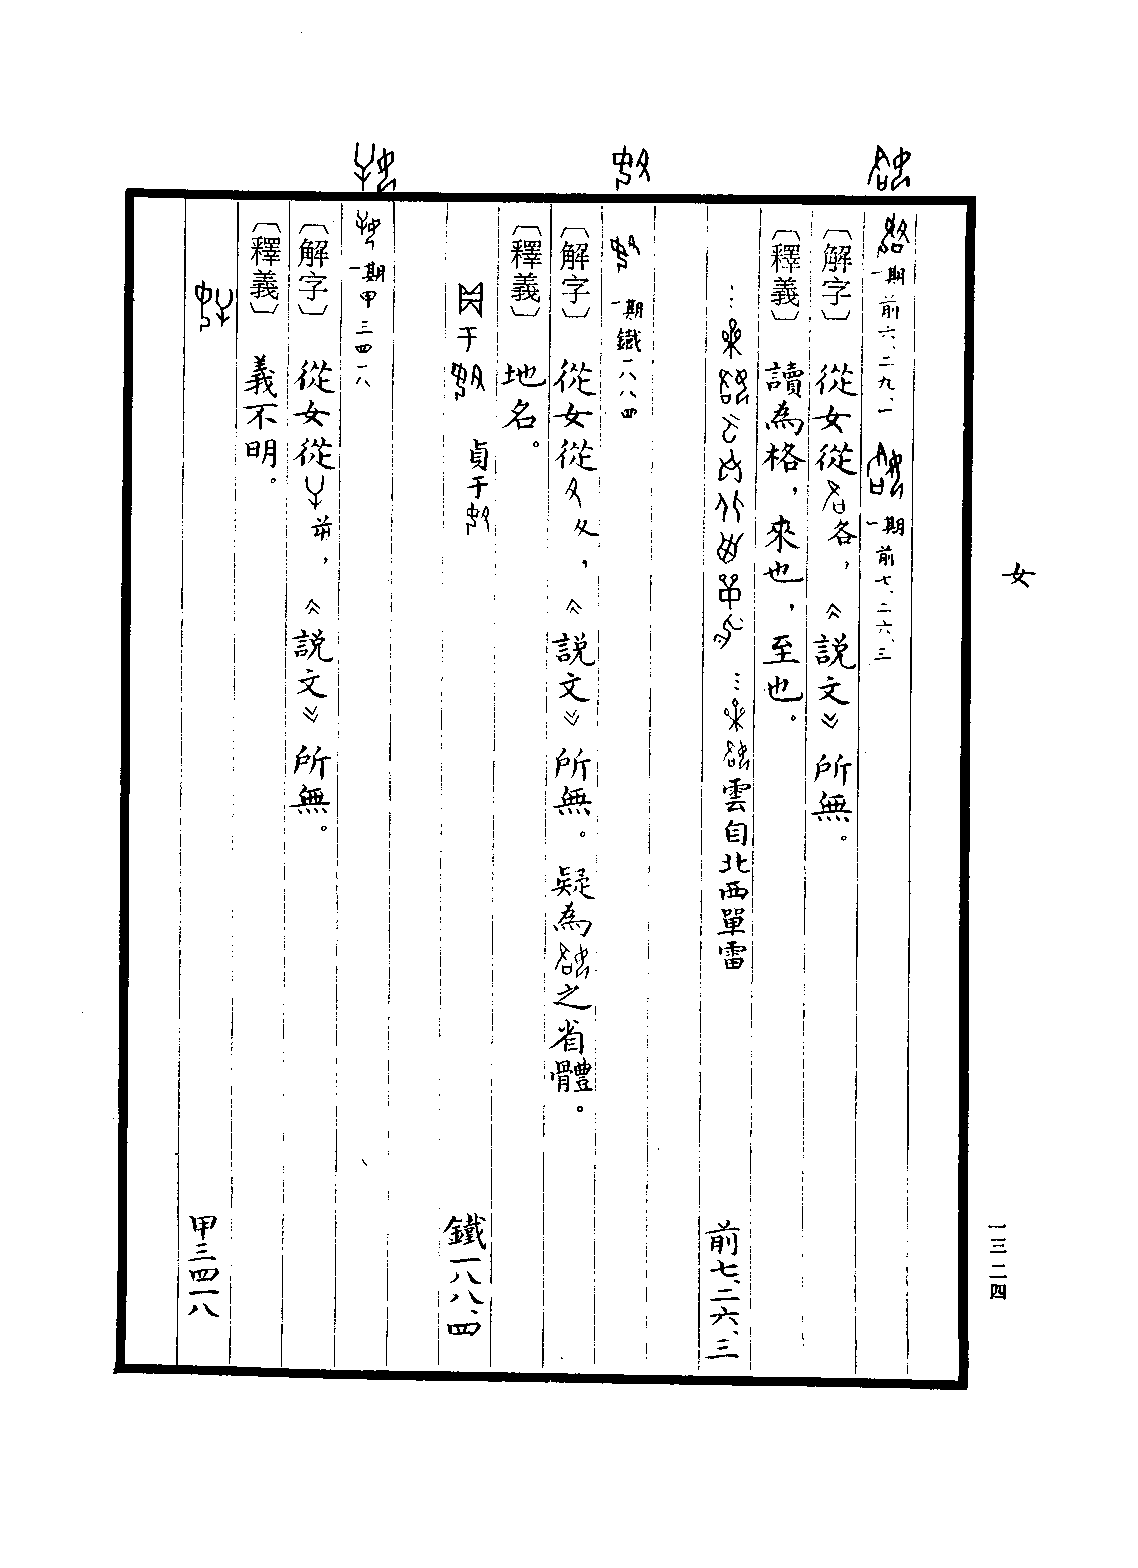 女
一三二四
一期前六、二九、一 一期前七、二六、三
〔解字〕 從女從各，《説文》所無。
〔釋義〕 讀為格，來也，至也。
…雲自北西單雷 前七、二六、三
一期鐵一八八四
〔解字〕 從女從夂，《説文》所無。疑為之省體。
〔釋義〕 地名。
于 貞于 鐵一八八、四
一期甲三四一八
〔解字〕 從女從，《説文》所無。
〔釋義〕 義不明。
甲三四一八